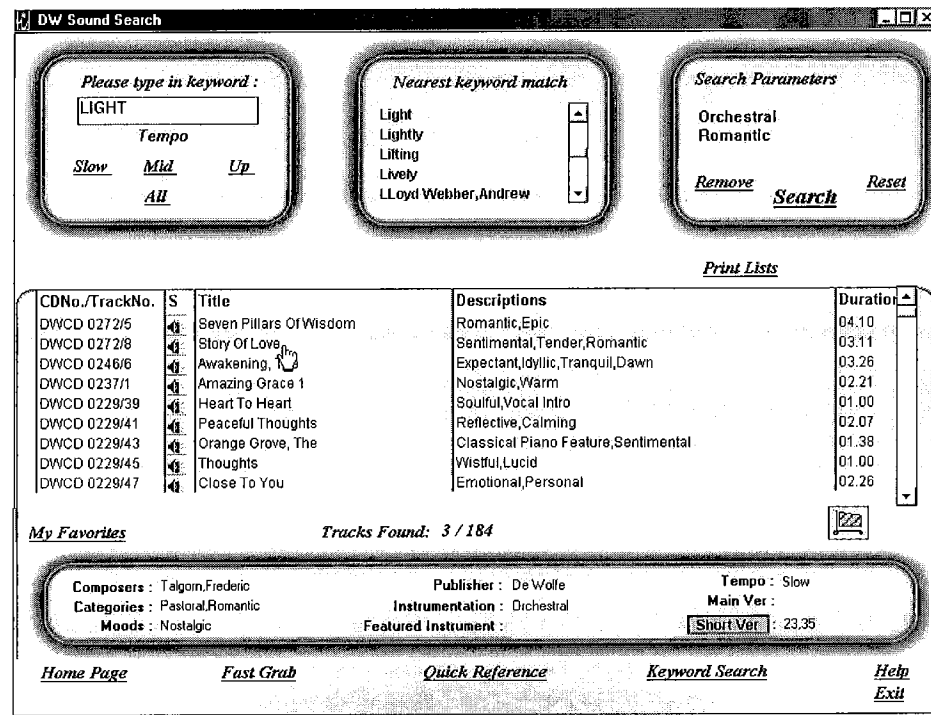 DW Sound Search
Please type in keyword :
LIGHT
Tempo
Slow Mid Up
All
Nearest keyword match
Light
Lightly
Lilting
Lively
LLoyd Webber,Andrew
Search Parameters
Orchestral
Romantic
Remove Search Reset
Print Lists
CDNo./TrackNo. S Title Descriptions Duration
DWCD 0272/5 Seven Pillars Of Wisdom Romantic,Epic 04.10
DWCD 0272/8 Story Of Love Sentimental,Tender,Romantic 03.11
DWCD 0246/6 Awakening, Expectant,Idyllic,Tranquil,Dawn 03.26
DWCD 0237/1 Amazing Grace 1 Nostalgic,Warm 02.21
DWCD 0229/39 Heart To Heart Soulful,Vocal Intro 01.00
DWCD 0229/41 Peaceful Thoughts Reflective,Calming 02.07
DWCD 0229/43 Orange Grove, The Classical Piano Feature,Sentimental 01.38
DWCD 0229/45 Thoughts Wistful,Lucid 01.00
DWCD 0229/47 Close To You Emotional,Personal 02.26
My Favorites Tracks Found: 3 / 184
Composers : Talgorn,Frederic Publisher : De Wolfe Tempo : Slow
Categories : Pastoral,Romantic Instrumentation : Orchestral Main Ver :
Moods : Nostalgic Featured Instrument : Short Ver : 23,35
Home Page Fast Grab Quick Reference Keyword Search Help
Exit